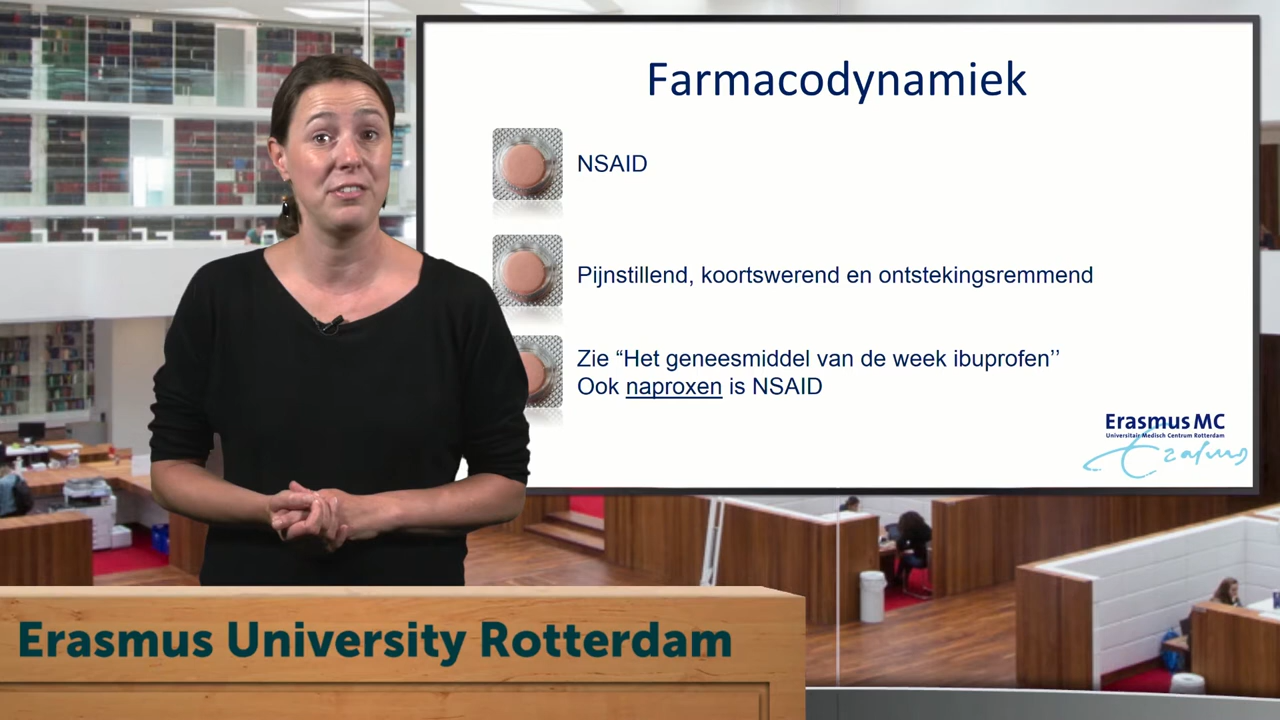 Farmacodynamiek
NSAID
Pijnstillend, koortswerend en ontstekingsremmend
Zie “Het geneesmiddel van de week ibuprofen’’
Ook naproxen is NSAID
Erasmus MC
Universitair Medisch Centrum Rotterdam
Erasmus
Erasmus University Rotterdam